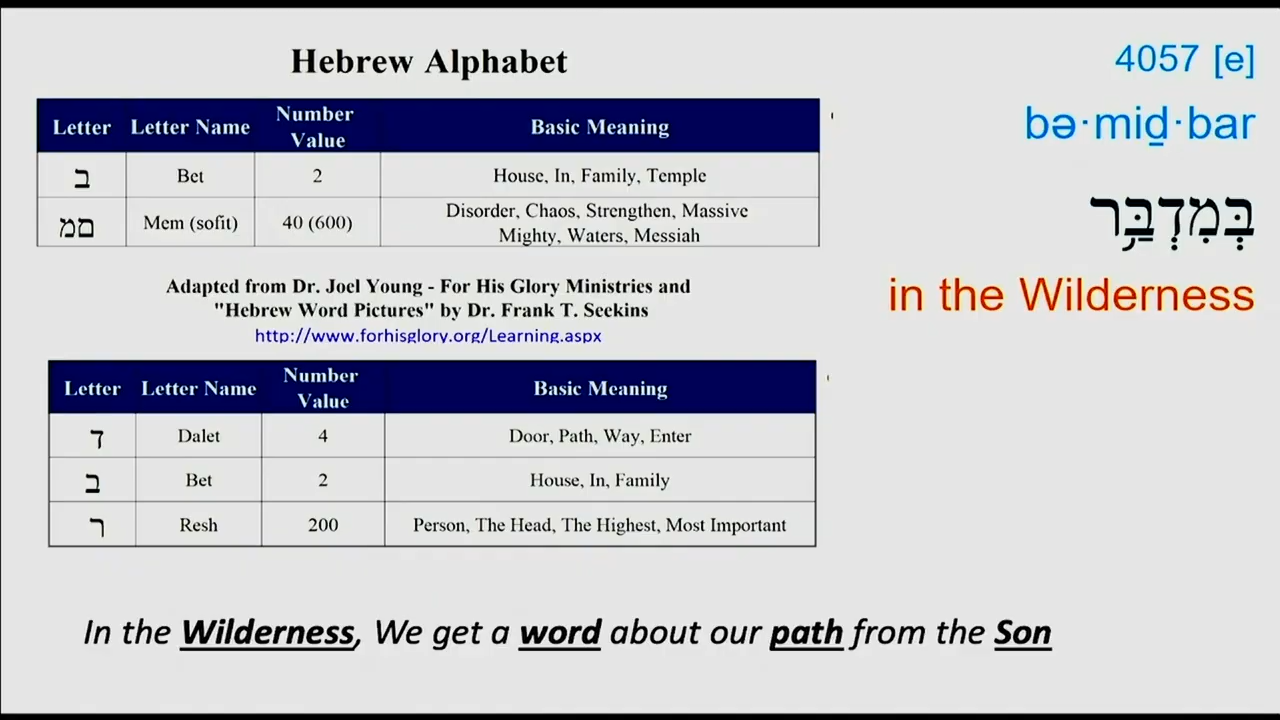 Hebrew Alphabet
Letter Letter Name Number Value Basic Meaning
ב Bet 2 House, In, Family, Temple
םמ Mem (sofit) 40 (600) Disorder, Chaos, Strengthen, Massive
Mighty, Waters, Messiah
Adapted from Dr. Joel Young - For His Glory Ministries and
"Hebrew Word Pictures" by Dr. Frank T. Seekins
http://www.forhisglory.org/Learning.aspx
Letter Letter Name Number Value Basic Meaning
ד Dalet 4 Door, Path, Way, Enter
ב Bet 2 House, In, Family
ר Resh 200 Person, The Head, The Highest, Most Important
4057 [e]
bə·miḏ·bar
בְּמִדְבַּ֥ר
in the Wilderness
In the Wilderness, We get a word about our path from the Son